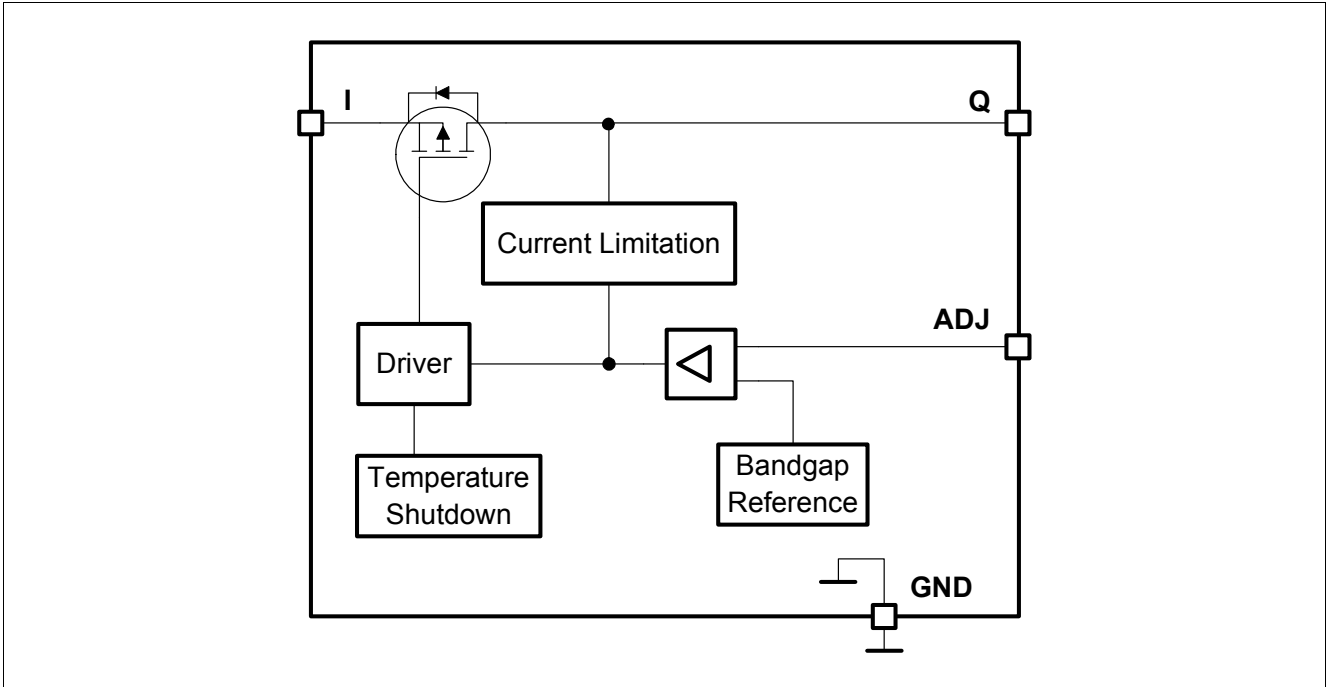 I
Q
Current Limitation
ADJ
Driver
Temperature
Shutdown
Bandgap
Reference
GND